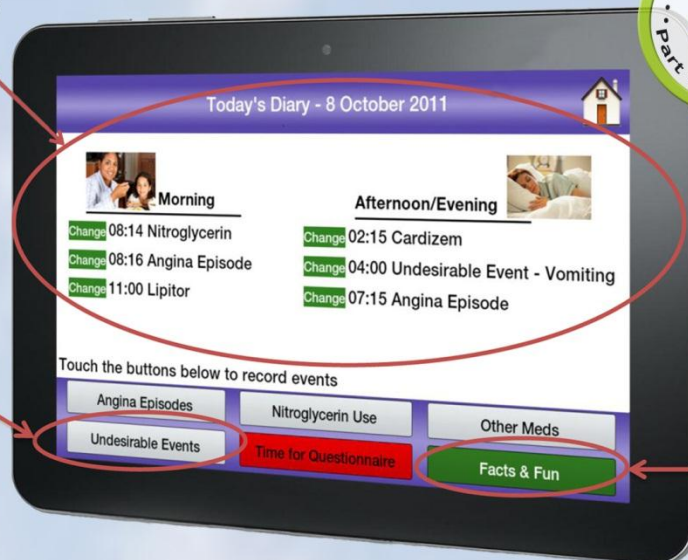 Part
Today's Diary - 8 October 2011
Morning
Change 08:14 Nitroglycerin
Change 08:16 Angina Episode
Change 11:00 Lipitor
Afternoon/Evening
Change 02:15 Cardizem
Change 04:00 Undesirable Event - Vomiting
Change 07:15 Angina Episode
Touch the buttons below to record events
Angina Episodes
Nitroglycerin Use
Other Meds
Undesirable Events
Time for Questionnaire
Facts & Fun